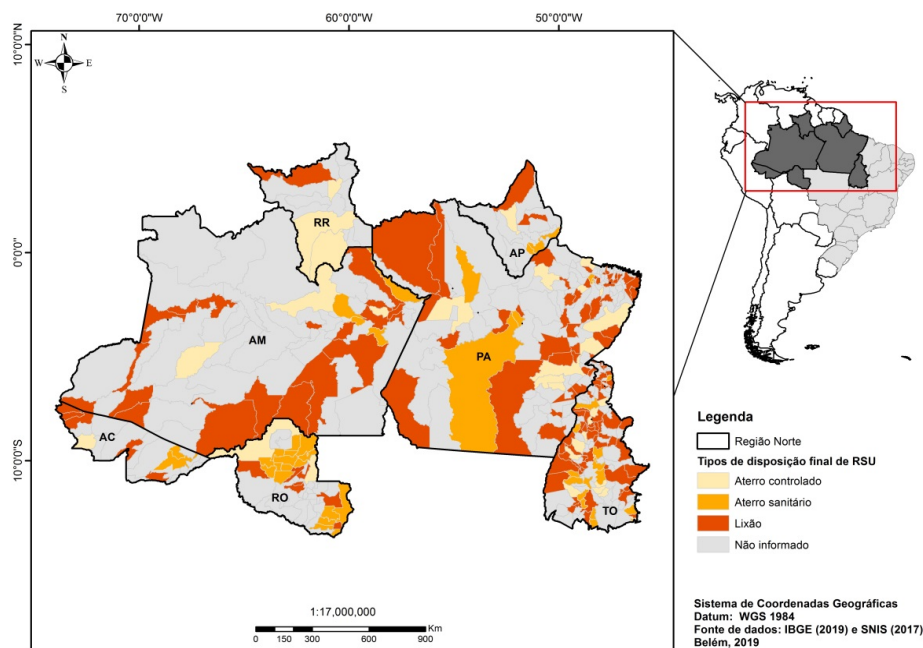 70°0'0"W 60°0'0"W 50°0'0"W
10°0'0"N
N
W E
S
RR
AP
0°0'0"
AM
PA
AC
10°0'0"S
RO
TO
1:17,000,000
Km
0 150 300 600 900
Legenda
Região Norte
Tipos de disposição final de RSU
Aterro controlado
Aterro sanitário
Lixão
Não informado
Sistema de Coordenadas Geográficas
Datum: WGS 1984
Fonte de dados: IBGE (2019) e SNIS (2017)
Belém, 2019